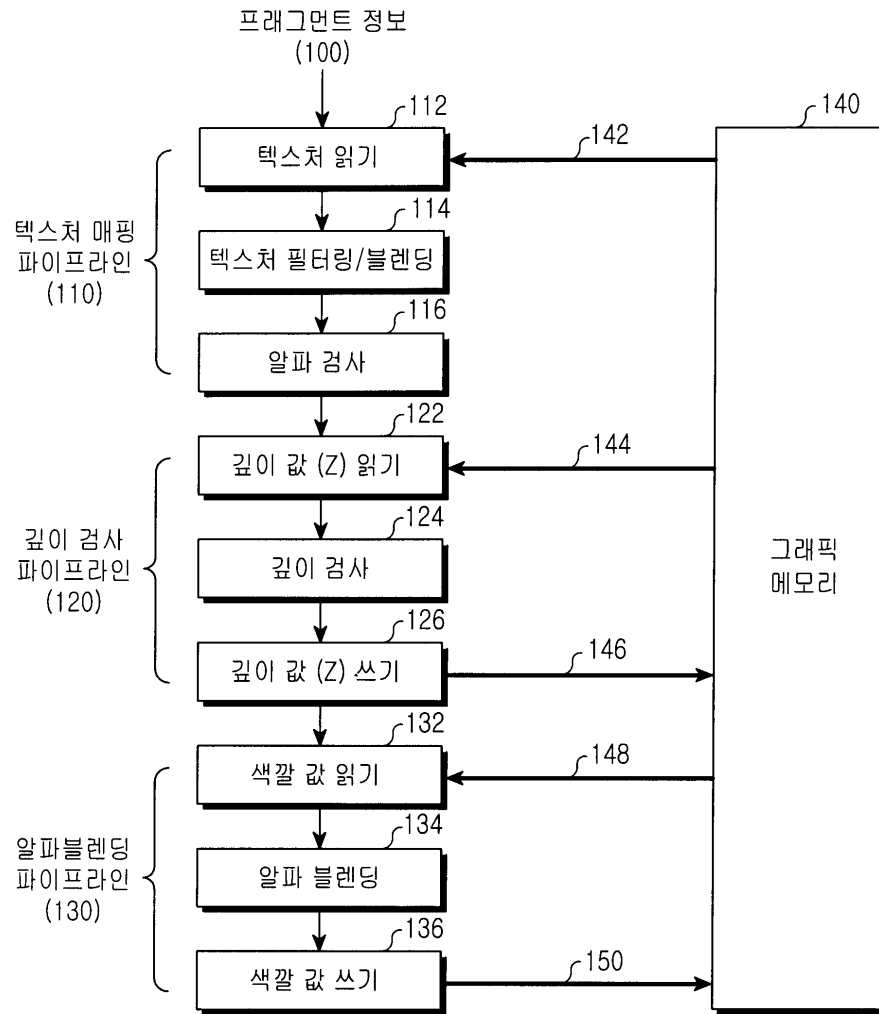 프래그먼트 정보
(100)
112
140
텍스처 읽기
142
114
텍스처 매핑
파이프라인
(110)
텍스처 필터링/블렌딩
116
알파 검사
122
깊이 값 (Z) 읽기
144
124
깊이 검사
파이프라인
(120)
깊이 검사
그래픽
메모리
126
깊이 값 (Z) 쓰기
146
132
색깔 값 읽기
148
134
알파블렌딩
파이프라인
(130)
알파 블렌딩
136
색깔 값 쓰기
150